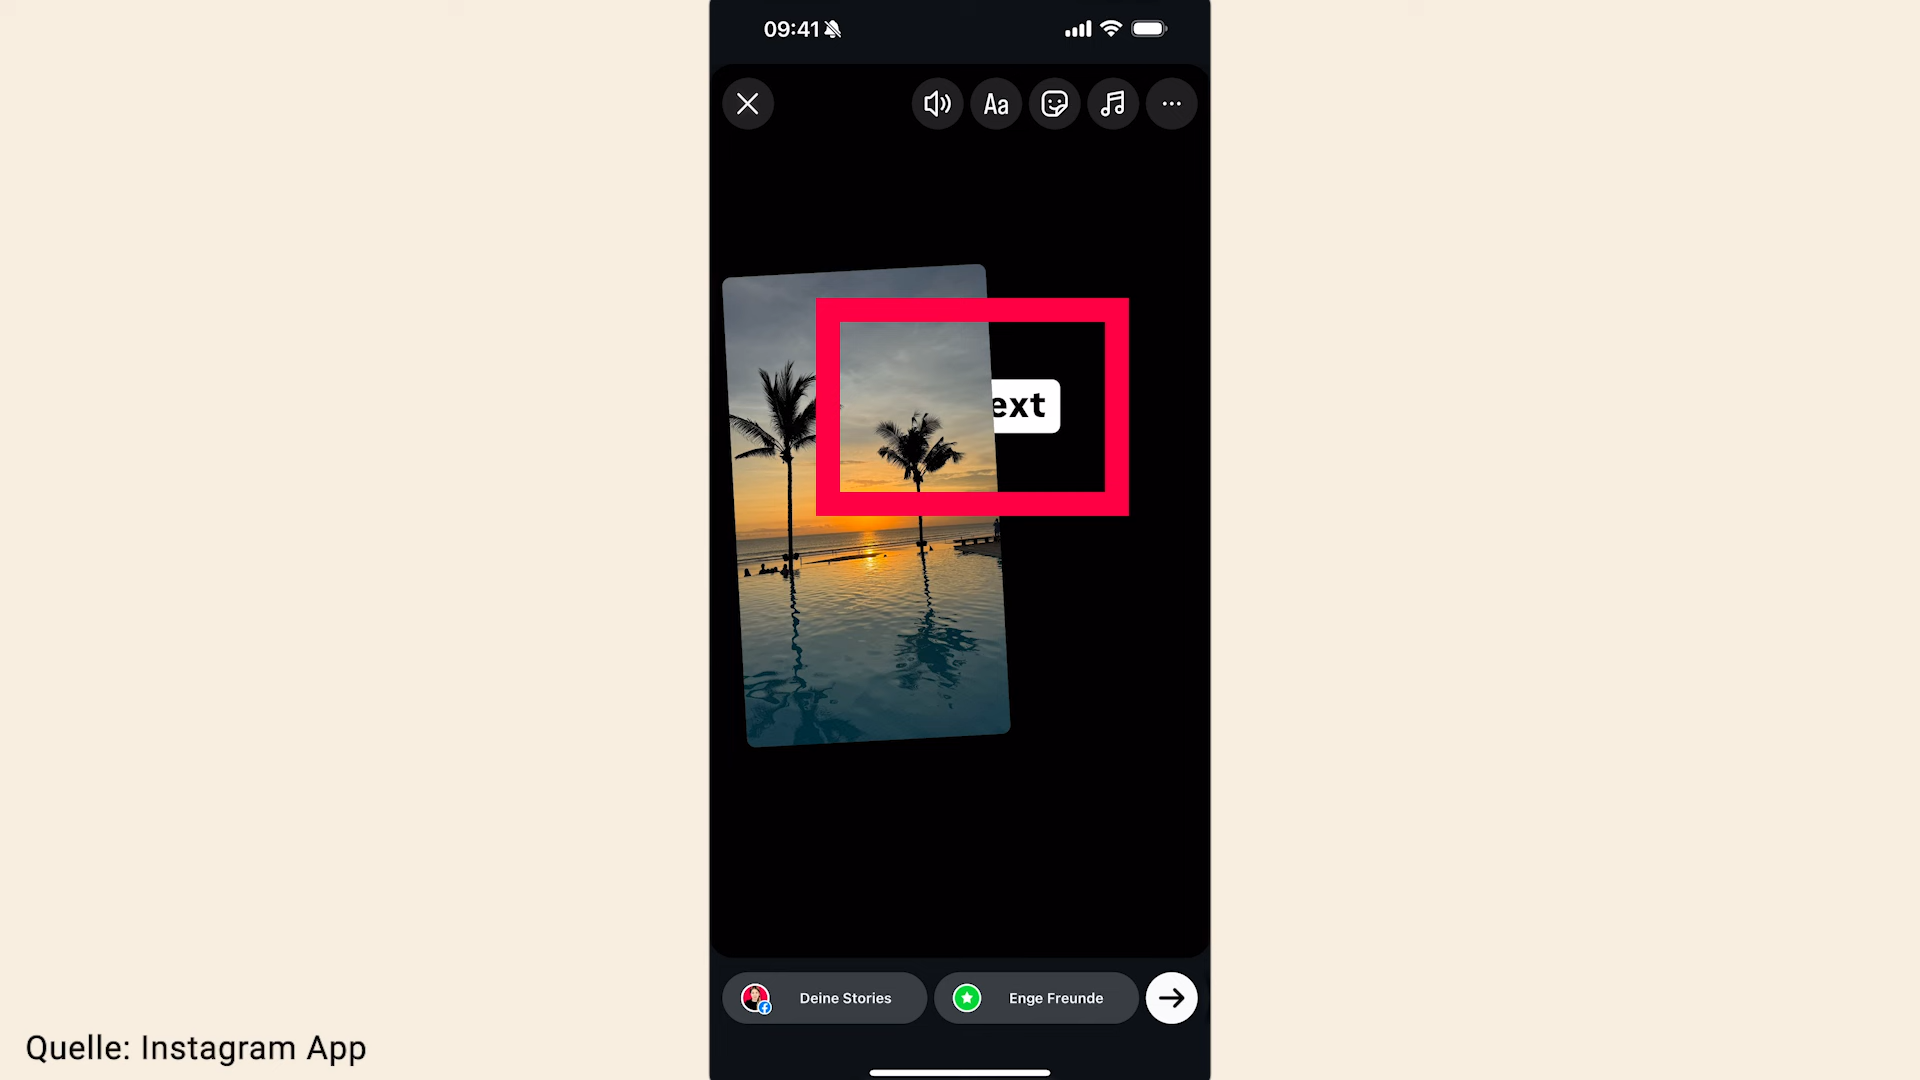 09:41
Aa
ext
Deine Stories
Enge Freunde
Quelle: Instagram App